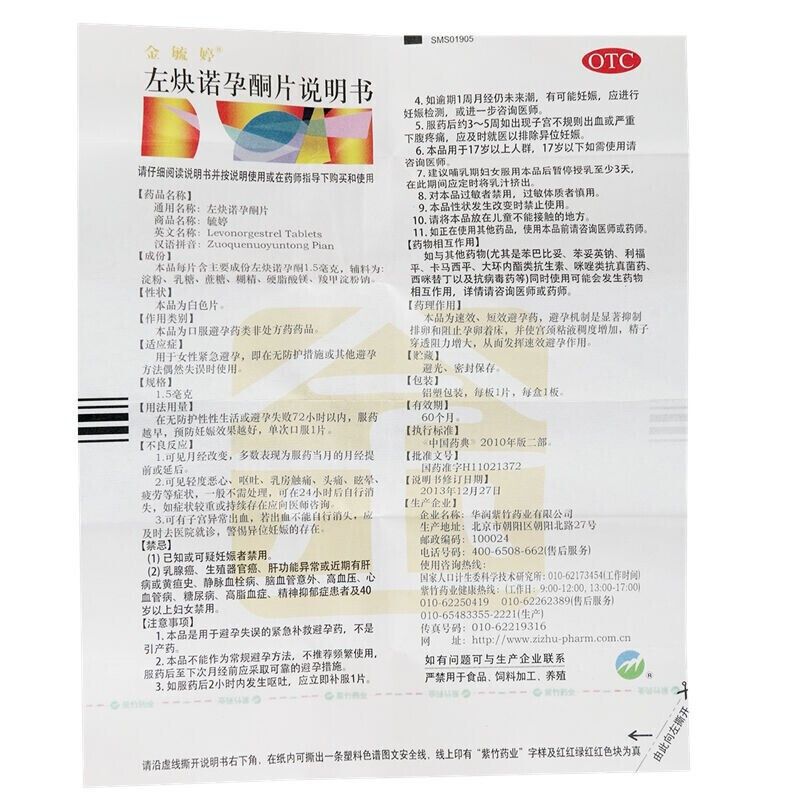 SMS01905
金毓婷®
左炔诺孕酮片说明书
OTC
请仔细阅读说明书并按说明使用或在药师指导下购买和使用
【药品名称】
通用名称：左炔诺孕酮片
商品名称：毓婷
英文名称：Levonorgestrel Tablets
汉语拼音：Zuoquenuoyuntong Pian
【成份】
本品每片含主要成份左炔诺孕酮1.5毫克，辅料为：
淀粉、乳糖、蔗糖、糊精、硬脂酸镁、羧甲淀粉钠。
【性状】
本品为白色片。
【作用类别】
本品为口服避孕药类非处方药药品。
【适应症】
用于女性紧急避孕，即在无防护措施或其他避孕
方法偶然失误时使用。
【规格】
1.5毫克
【用法用量】
在无防护性性生活或避孕失败72小时以内，服药
越早，预防妊娠效果越好，单次口服1片。
【不良反应】
1.可见月经改变，多数表现为服药当月的月经提
前或延后。
2.可见轻度恶心、呕吐、乳房触痛、头痛、眩晕、
疲劳等症状，一般不需处理，可在24小时后自行消
失，如症状较重或持续存在应向医师咨询。
3.可有子宫异常出血，若出血不能自行消失，应
及时去医院就诊，警惕异位妊娠的存在。
【禁忌】
(1)已知或可疑妊娠者禁用。
(2)乳腺癌、生殖器官癌、肝功能异常或近期有肝
病或黄疸史、静脉血栓病、脑血管意外、高血压、心
血管病、糖尿病、高脂血症、精神抑郁症患者及40
岁以上妇女禁用。
【注意事项】
1.本品是用于避孕失误的紧急补救避孕药，不是
引产药。
2.本品不能作为常规避孕方法，不推荐频繁使用，
服药后至下次月经前应采取可靠的避孕措施。
3.如服药后2小时内发生呕吐，应立即补服1片。
4.如逾期1周月经仍未来潮，有可能妊娠，应进行
妊娠检测，或进一步咨询医师。
5.服药后约3～5周如出现子宫不规则出血或严重
下腹疼痛，应及时就医以排除异位妊娠。
6.本品用于17岁以上人群，17岁以下如需使用请
咨询医师。
7.建议哺乳期妇女服用本品后暂停授乳至少3天，
在此期间应定时将乳汁挤出。
8.对本品过敏者禁用，过敏体质者慎用。
9.本品性状发生改变时禁止使用。
10.请将本品放在儿童不能接触的地方。
11.如正在使用其他药品，使用本品前请咨询医师或药师。
【药物相互作用】
如与其他药物(尤其是苯巴比妥、苯妥英钠、利福
平、卡马西平、大环内酯类抗生素、咪唑类抗真菌药、
西咪替丁以及抗病毒药等)同时使用可能会发生药物
相互作用，详情请咨询医师或药师。
【药理作用】
本品为速效、短效避孕药，避孕机制是显著抑制
排卵和阻止孕卵着床，并使宫颈粘液稠度增加，精子
穿透阻力增大，从而发挥速效避孕作用。
【贮藏】
避光、密封保存。
【包装】
铝塑包装，每板1片，每盒1板。
【有效期】
60个月。
【执行标准】
《中国药典》2010年版二部。
【批准文号】
国药准字H11021372
【说明书修订日期】
2013年12月27日
【生产企业】
企业名称：华润紫竹药业有限公司
生产地址：北京市朝阳区朝阳北路27号
邮政编码：100024
电话号码：400-6508-662(售后服务)
使用咨询热线：
国家人口计生委科学技术研究所：010-62173454(工作时间)
紫竹药业健康热线：(工作日：9:00-12:00, 13:00-17:00)
010-62250419 010-62262389(售后服务)
010-65483355-2221(生产)
传真号码：010-62219316
网 址：http://www.zizhu-pharm.com.cn
如有问题可与生产企业联系
严禁用于食品、饲料加工、养殖
®
由此向左撕开
请沿虚线撕开说明书右下角，在纸内可撕出一条塑料色谱图文安全线，线上印有“紫竹药业”字样及红红绿红红色块为真